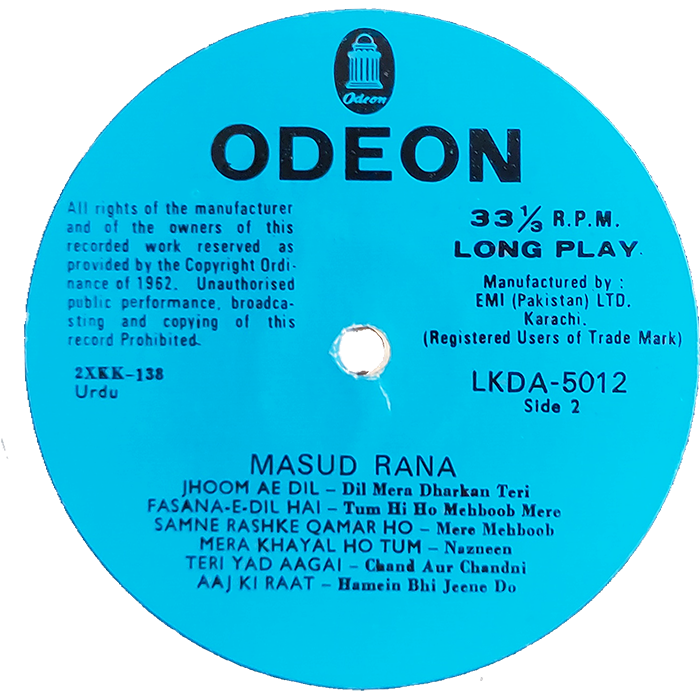 Odeon
ODEON
All rights of the manufacturer
and of the owners of this
recorded work reserved as
provided by the Copyright Ordi-
nance of 1962. Unauthorised
public performance, broadca-
sting and copying of this
record Prohibited.
33 1/3 R.P.M.
LONG PLAY
Manufactured by :
EMI (Pakistan) LTD.
Karachi.
(Registered Users of Trade Mark)
2XKK-138
Urdu
LKDA-5012
Side 2
MASUD RANA
JHOOM AE DIL – Dil Mera Dharkan Teri
FASANA-E-DIL HAI – Tum Hi Ho Mehboob Mere
SAMNE RASHKE QAMAR HO – Mere Mehboob
MERA KHAYAL HO TUM – Nazneen
TERI YAD AAGAI – Chand Aur Chandni
AAJ KI RAAT – Hamein Bhi Jeene Do